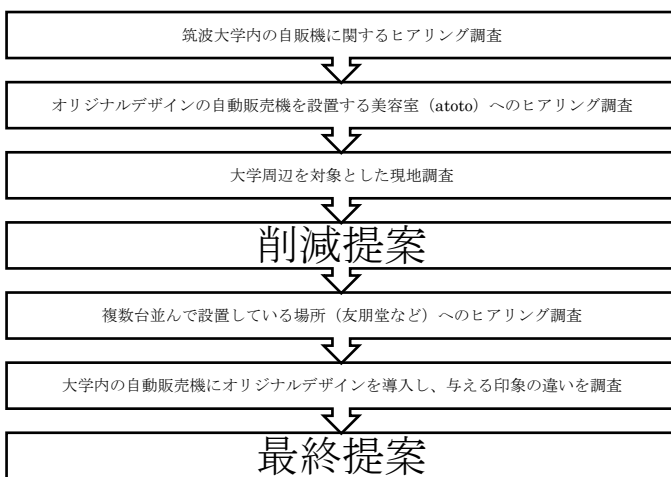 筑波大学内の自販機に関するヒアリング調査
オリジナルデザインの自動販売機を設置する美容室（atoto）へのヒアリング調査
大学周辺を対象とした現地調査
削減提案
複数台並んで設置している場所（友朋堂など）へのヒアリング調査
大学内の自動販売機にオリジナルデザインを導入し、与える印象の違いを調査
最終提案